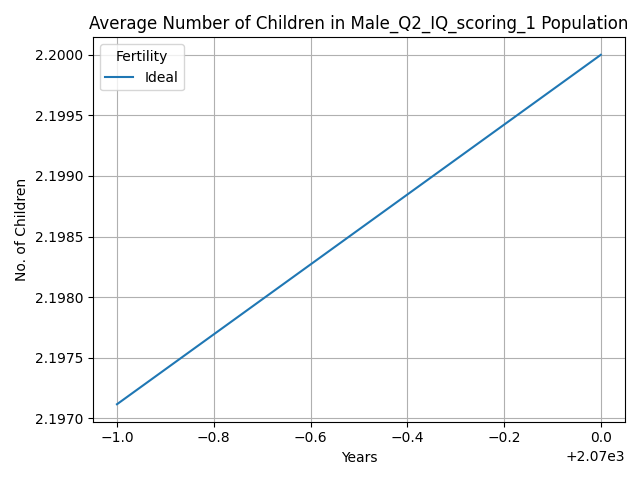 Average Number of Children in Male_Q2_IQ_scoring_1 Population
Fertility
Ideal
2.2000
2.1995
2.1990
2.1985
2.1980
2.1975
2.1970
No. of Children
−1.0 −0.8 −0.6 −0.4 −0.2 0.0
Years
+2.07e3